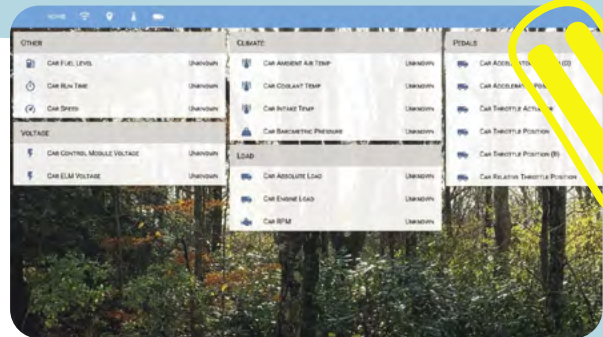 HOME
OTHER
CAR FUEL LEVEL UNKNOWN
CAR RUN TIME UNKNOWN
CAR SPEED UNKNOWN
VOLTAGE
CAR CONTROL MODULE VOLTAGE UNKNOWN
CAR ELM VOLTAGE UNKNOWN
CLIMATE
CAR AMBIENT AIR TEMP UNKNOWN
CAR COOLANT TEMP UNKNOWN
CAR INTAKE TEMP UNKNOWN
CAR BAROMETRIC PRESSURE UNKNOWN
LOAD
CAR ABSOLUTE LOAD UNKNOWN
CAR ENGINE LOAD UNKNOWN
CAR RPM UNKNOWN
PEDALS
CAR (D)
CAR
CAR THROTTLE
CAR THROTTLE POSITION
CAR THROTTLE POSITION (B)
CAR RELATIVE THROTTLE POSITION